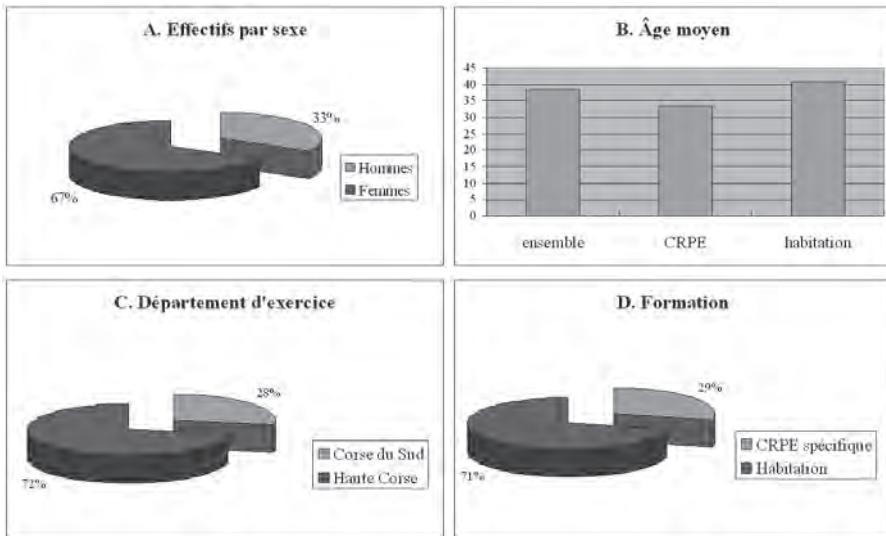 A. Effectifs par sexe
33%
67%
Hommes
Femmes
B. Âge moyen
45
40
35
30
25
20
15
10
5
0
ensemble
CRPE
habitation
C. Département d'exercice
28%
72%
Corse du Sud
Haute Corse
D. Formation
29%
71%
CRPE spécifique
Habitation